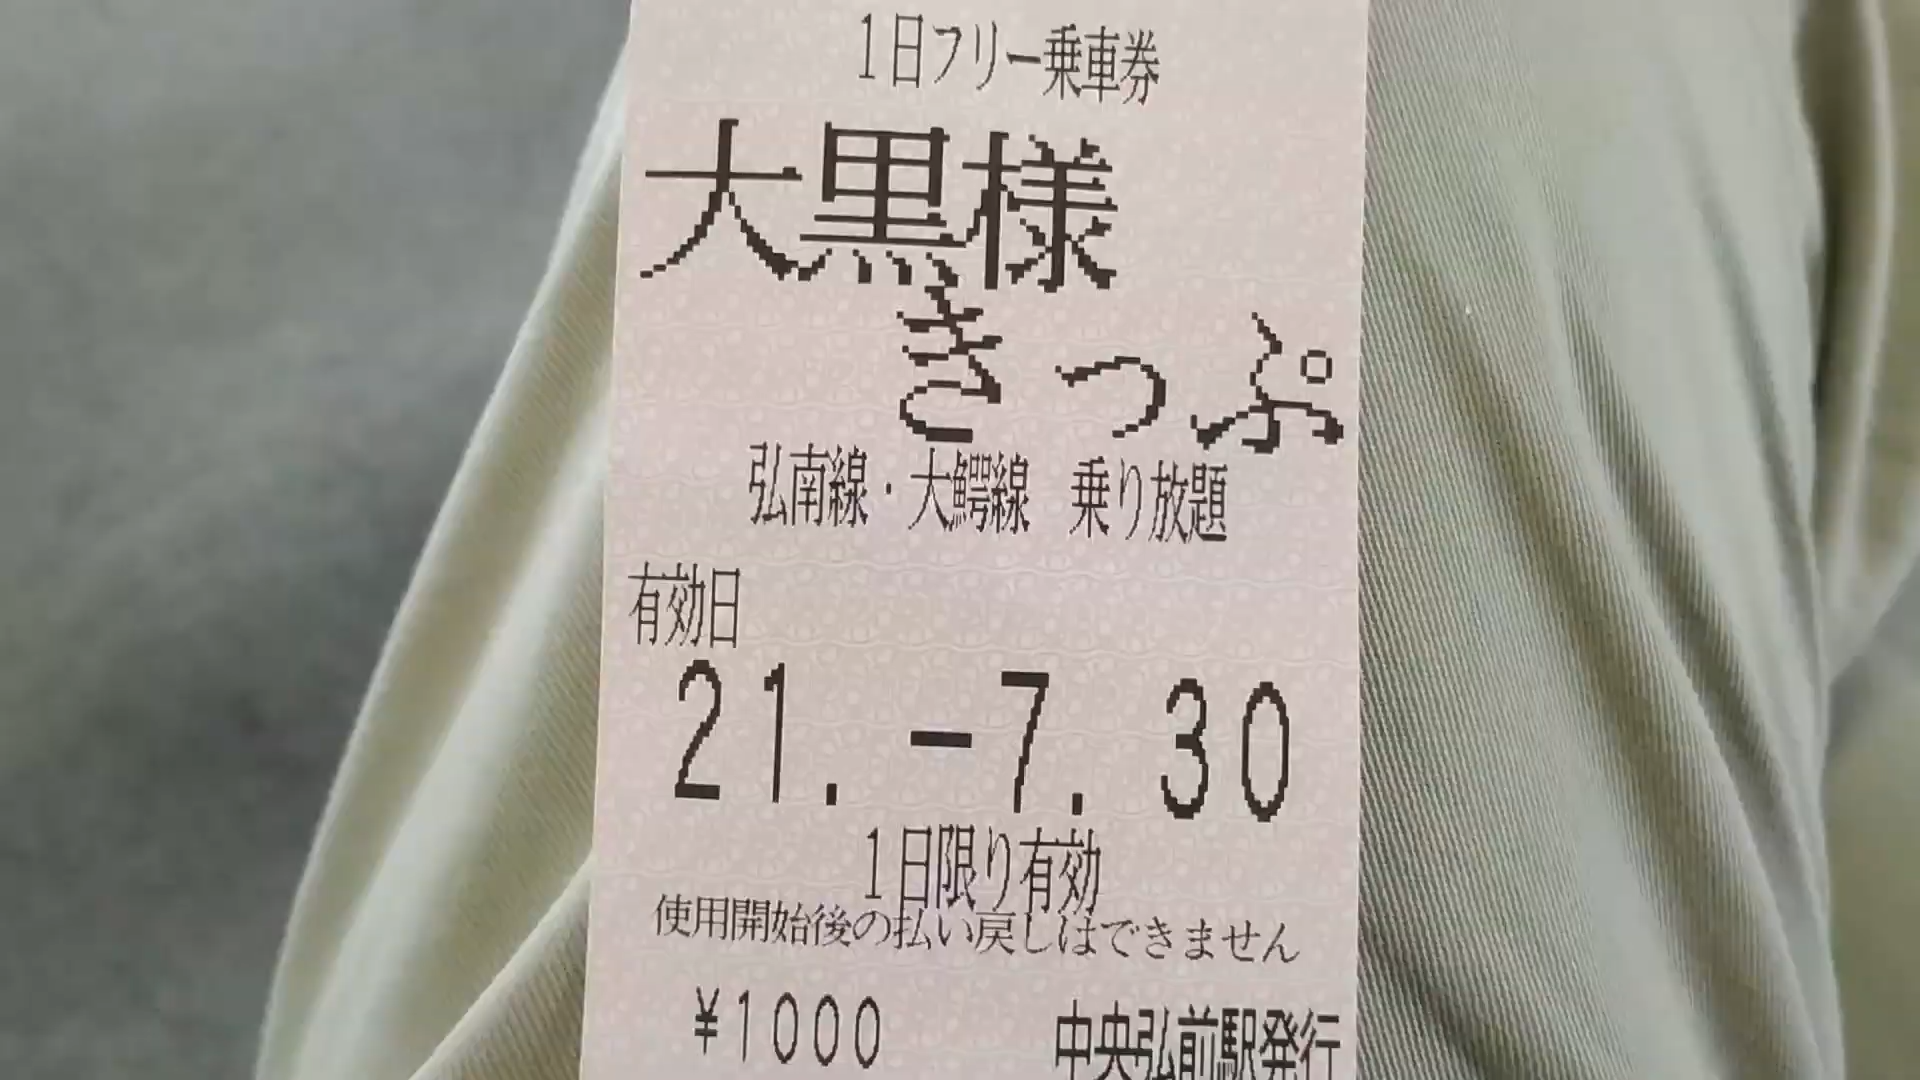 1日フリー乗車券
大黒様
きっぷ
弘南線・大鰐線 乗り放題
有効日
21.-7.30
1日限り有効
使用開始後の払い戻しはできません
¥1000 中央弘前駅発行